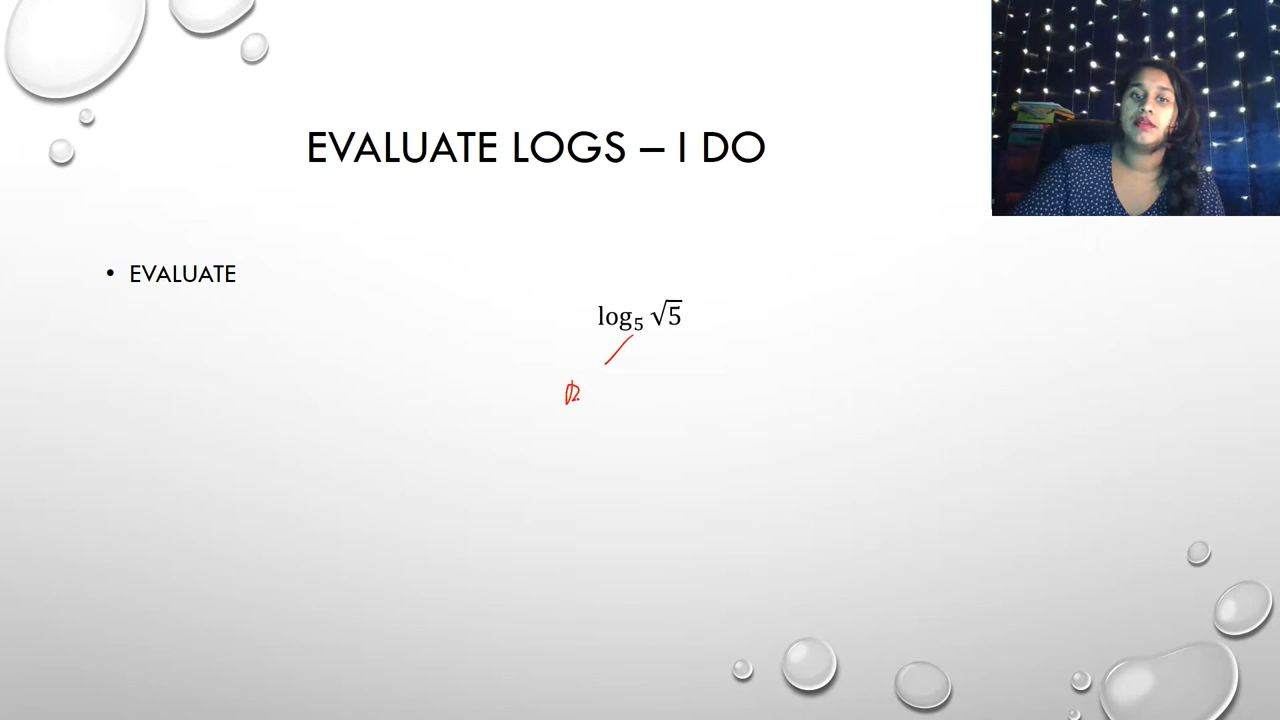 EVALUATE LOGS – I DO
• EVALUATE
log₅ √5